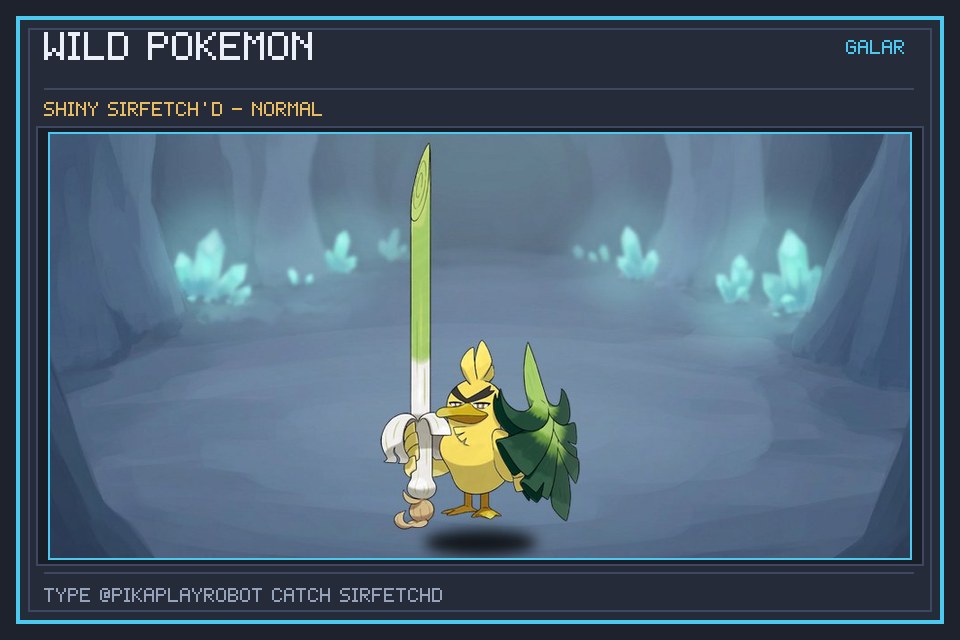 WILD POKEMON
GALAR
SHINY SIRFETCH'D - NORMAL
TYPE @PIKAPLAYROBOT CATCH SIRFETCHD